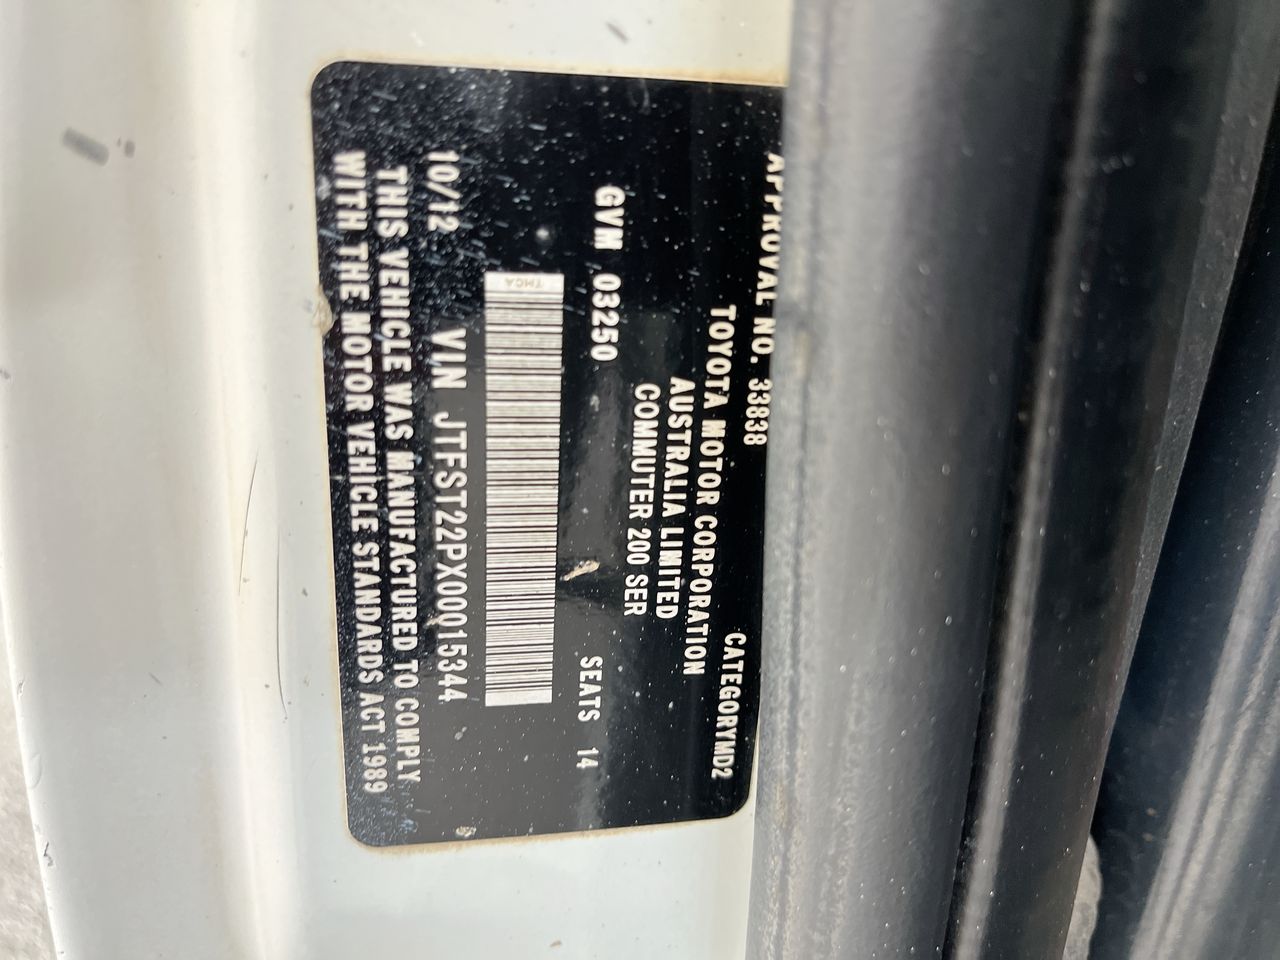 APPROVAL NO. 33838 CATEGORYMD2
TOYOTA MOTOR CORPORATION
AUSTRALIA LIMITED
COMMUTER 200 SER
GVM 03250 SEATS 14
TMCA
10/12 VIN JTFST22PX00015344
THIS VEHICLE WAS MANUFACTURED TO COMPLY
WITH THE MOTOR VEHICLE STANDARDS ACT 1989